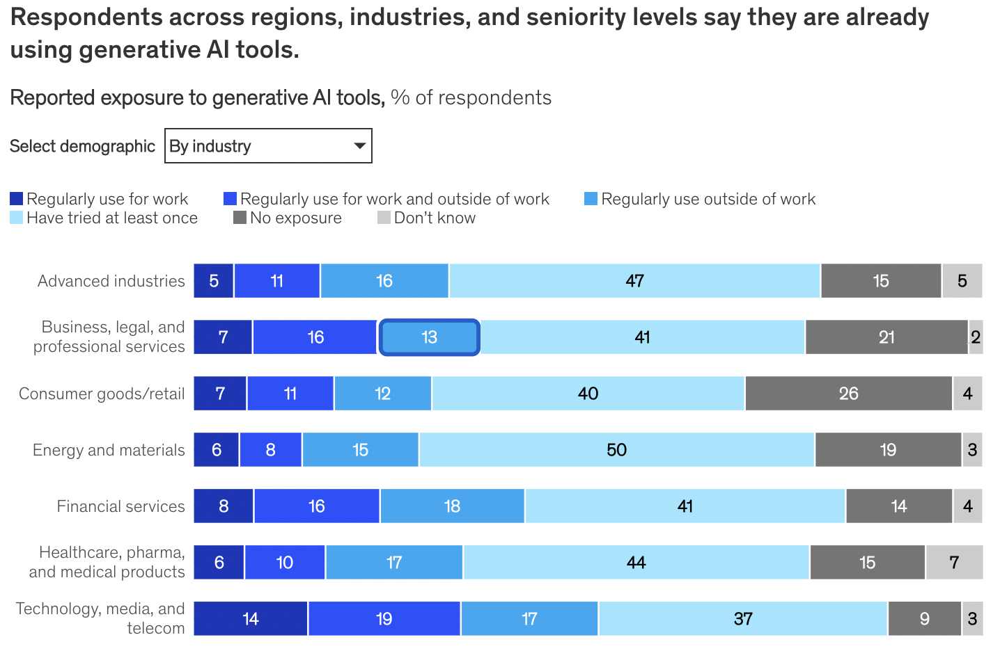 Respondents across regions, industries, and seniority levels say they are already
using generative AI tools.
Reported exposure to generative AI tools, % of respondents
Select demographic By industry
Regularly use for work Regularly use for work and outside of work Regularly use outside of work
Have tried at least once No exposure Don’t know
Advanced industries 5 11 16 47 15 5
Business, legal, and
professional services 7 16 13 41 21 2
Consumer goods/retail 7 11 12 40 26 4
Energy and materials 6 8 15 50 19 3
Financial services 8 16 18 41 14 4
Healthcare, pharma,
and medical products 6 10 17 44 15 7
Technology, media, and
telecom 14 19 17 37 9 3